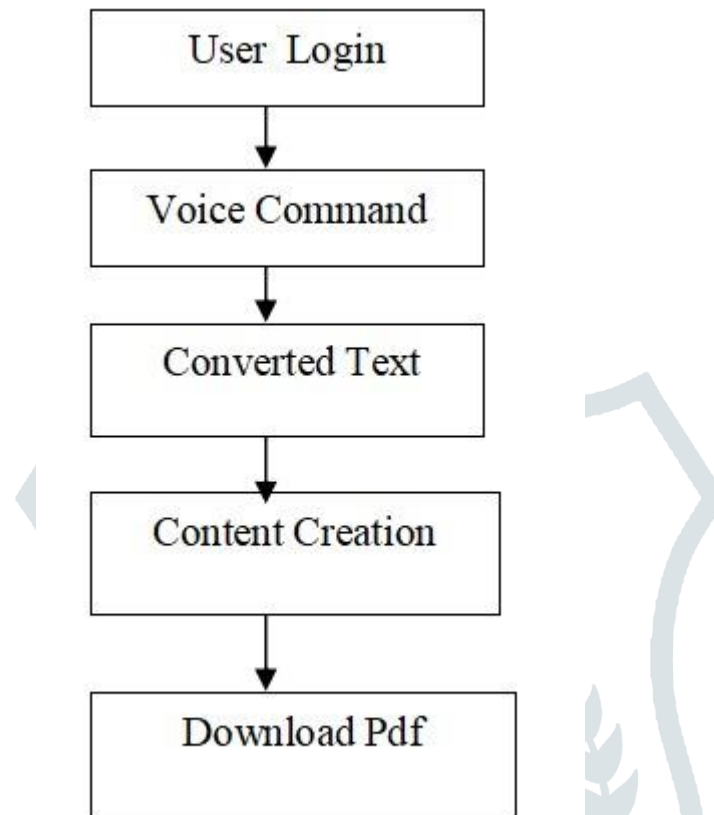 User Login
Voice Command
Converted Text
Content Creation
Download Pdf